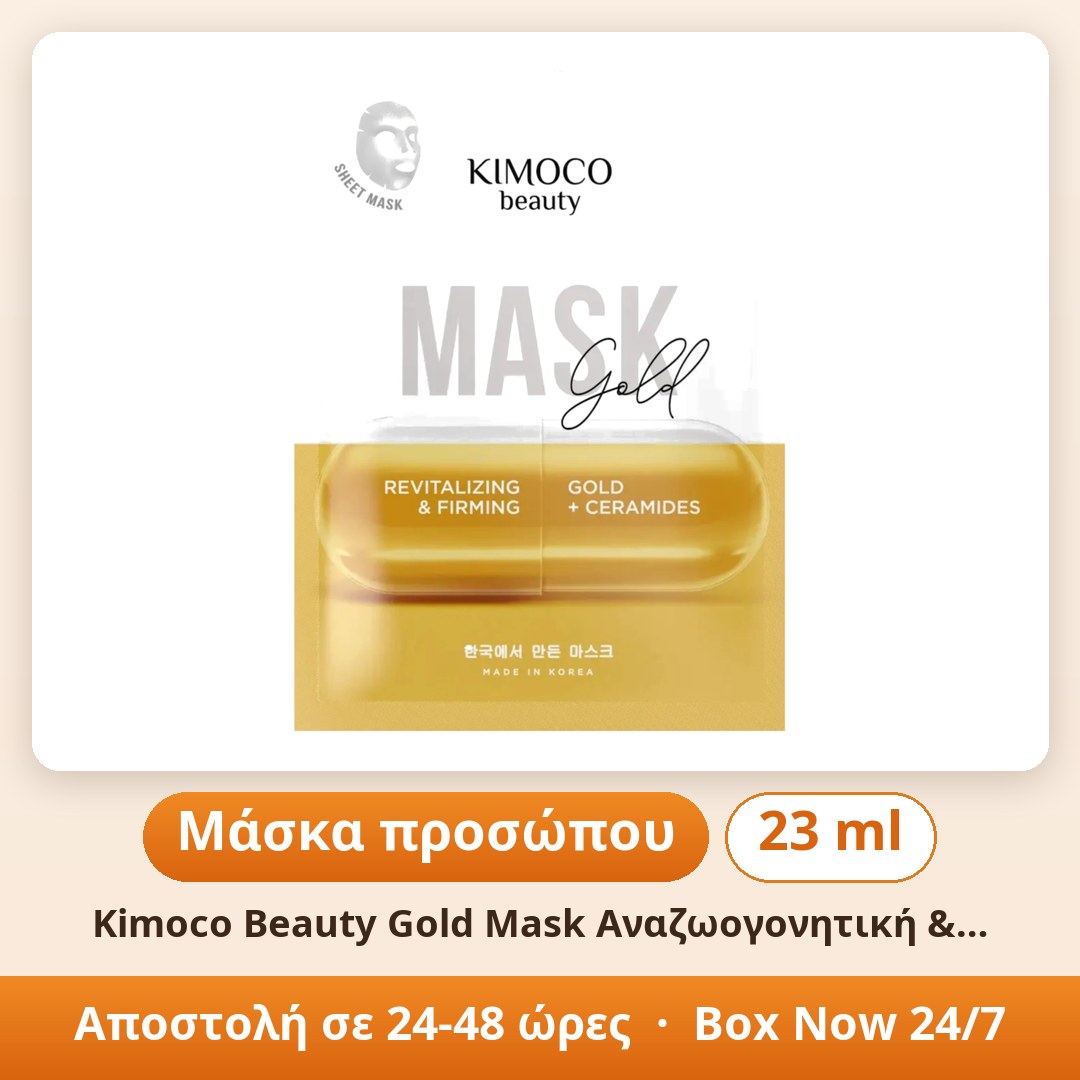 SHEET MASK
KIMOCO
beauty
MASK
Gold
REVITALIZING
& FIRMING
GOLD
+ CERAMIDES
한국에서 만든 마스크
MADE IN KOREA
Μάσκα προσώπου
23 ml
Kimoco Beauty Gold Mask Αναζωογονητική &...
Αποστολή σε 24-48 ώρες · Box Now 24/7